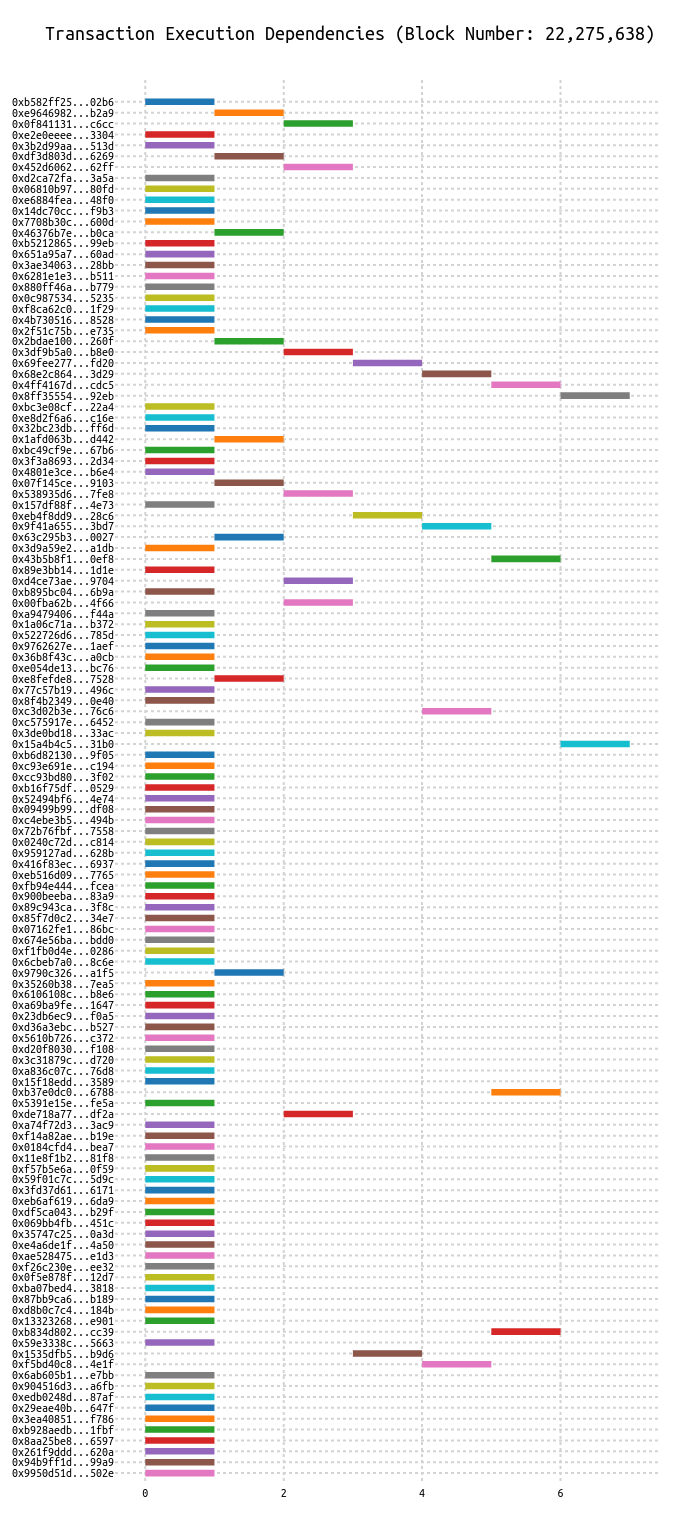 Transaction Execution Dependencies (Block Number: 22,275,638)
0xb582ff25...02b6
0xe9646982...b2a9
0x0f841131...c6cc
0xe2e0eeee...3304
0x3b2d99aa...513d
0xdf3d803d...6269
0x452d6062...62ff
0xd2ca72fa...3a5a
0x06810b97...80fd
0xe6884fea...48f0
0x14dc70cc...f9b3
0x7708b30c...600d
0x46376b7e...b0ca
0xb5212865...99eb
0x651a95a7...60ad
0x3ae34063...28bb
0x6281e1e3...b511
0x880ff46a...b779
0x0c987534...5235
0xf8ca62c0...1f29
0x4b730516...8528
0x2f51c75b...e735
0x2bdae100...260f
0x3df9b5a0...b8e0
0x69fee277...fd20
0x68e2c864...3d29
0x4ff4167d...cdc5
0x8ff35554...92eb
0xbc3e08cf...22a4
0xe8d2f6a6...c16e
0x32bc23db...ff6d
0x1afd063b...d442
0xbc49cf9e...67b6
0x3f3a8693...2d34
0x4801e3ce...b6e4
0x07f145ce...9103
0x538935d6...7fe8
0x157df88f...4e73
0xeb4f8dd9...28c6
0x9f41a655...3bd7
0x63c295b3...0027
0x3d9a59e2...a1db
0x43b5b8f1...0ef8
0x89e3bb14...1d1e
0xd4ce73ae...9704
0xb895bc04...6b9a
0x00fba62b...4f66
0xa9479406...f44a
0x1a06c71a...b372
0x522726d6...785d
0x9762627e...1aef
0x36b8f43c...a0cb
0xe054de13...bc76
0xe8fefde8...7528
0x77c57b19...496c
0x8f4b2349...0e40
0xc3d02b3e...76c6
0xc575917e...6452
0x3de0bd18...33ac
0x15a4b4c5...31b0
0xb6d82130...9f05
0xc93e691e...c194
0xcc93bd80...3f02
0xb16f75df...0529
0x52494bf6...4e74
0x09499b99...df08
0xc4ebe3b5...494b
0x72b76fbf...7558
0x0240c72d...c814
0x959127ad...628b
0x416f83ec...6937
0xeb516d09...7765
0xfb94e444...fcea
0x900beeba...83a9
0x89c943ca...3f8c
0x85f7d0c2...34e7
0x07162fe1...86bc
0x674e56ba...bdd0
0xf1fb0d4e...0286
0x6cbeb7a0...8c6e
0x9790c326...a1f5
0x35260b38...7ea5
0x6106108c...b8e6
0xa69ba9fe...1647
0x23db6ec9...f0a5
0xd36a3ebc...b527
0x5610b726...c372
0xd20f8030...f108
0x3c31879c...d720
0xa836c07c...76d8
0x15f18edd...3589
0xb37e0dc0...6788
0x5391e15e...fe5a
0xde718a77...df2a
0xa74f72d3...3ac9
0xf14a82ae...b19e
0x0184cfd4...bea7
0x11e8f1b2...81f8
0xf57b5e6a...0f59
0x59f01c7c...5d9c
0x3fd37d61...6171
0xeb6af619...6da9
0xdf5ca043...b29f
0x069bb4fb...451c
0x35747c25...0a3d
0xe4a6de1f...4a50
0xae528475...e1d3
0xf26c230e...ee32
0x0f5e878f...12d7
0xba07bed4...3818
0x87bb9ca6...b189
0xd8b0c7c4...184b
0x13323268...e901
0xb834d802...cc39
0x59e3338c...5663
0x1535dfb5...b9d6
0xf5bd40c8...4e1f
0x6ab605b1...e7bb
0x904516d3...a6fb
0xedb0248d...87af
0x29eae40b...647f
0x3ea40851...f786
0xb928aedb...1fbf
0x8aa25be8...6597
0x261f9ddd...620a
0x94b9ff1d...99a9
0x9950d51d...502e
0 2 4 6